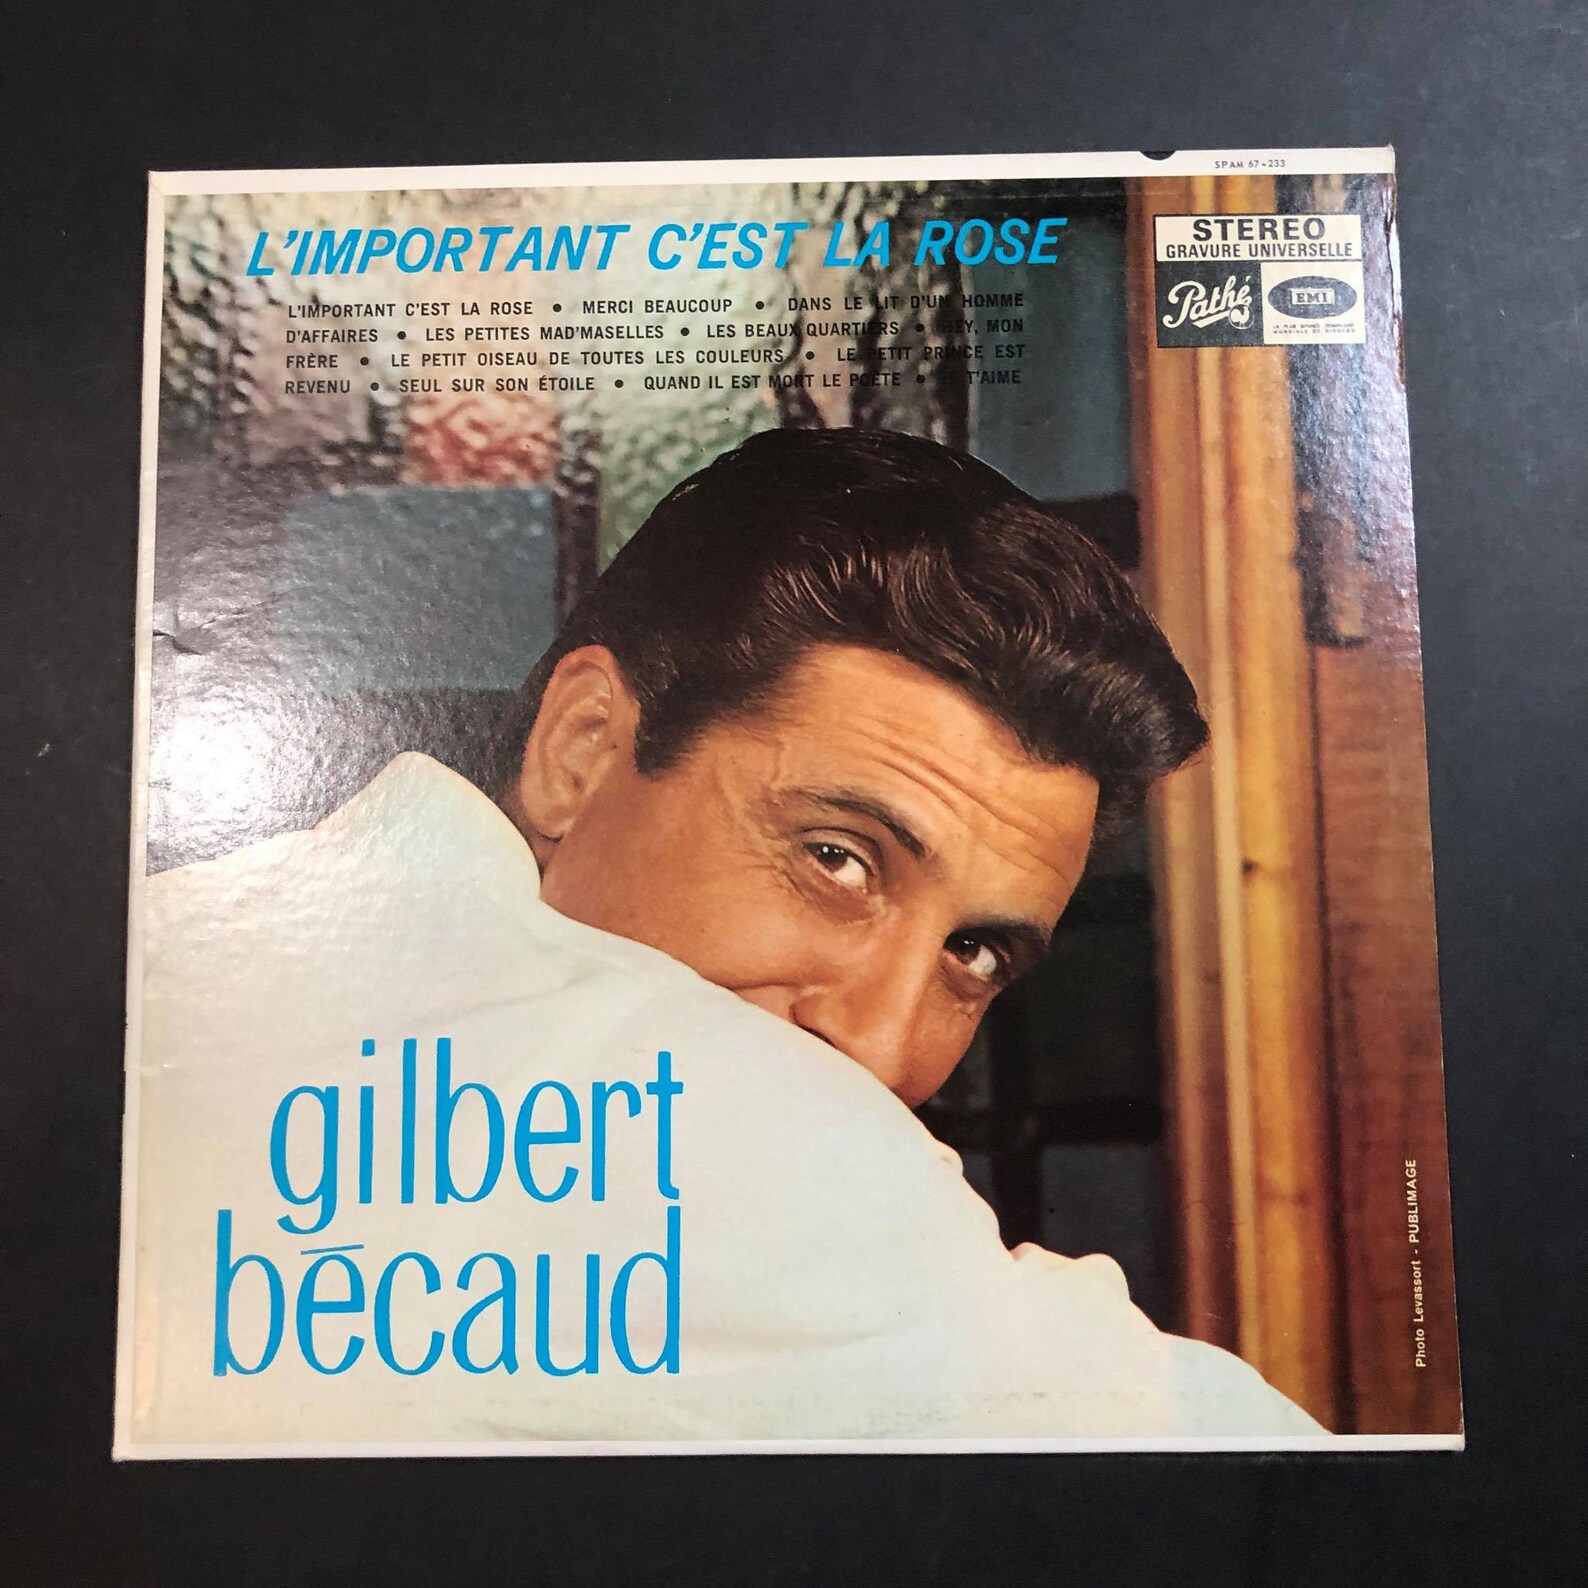 SPAM 67-233
L'IMPORTANT C'EST LA ROSE
L'IMPORTANT C'EST LA ROSE • MERCI BEAUCOUP • DANS LE LIT D'UN HOMME
D'AFFAIRES • LES PETITES MAD'MASELLES • LES BEAUX QUARTIERS • HEY, MON
FRÈRE • LE PETIT OISEAU DE TOUTES LES COULEURS • LE PETIT PRINCE EST
REVENU • SEUL SUR SON ÉTOILE • QUAND IL EST MORT LE POÈTE • JE T'AIME
STEREO
GRAVURE UNIVERSELLE
Pathé
EMI
gilbert
bēcaud
Photo Levassort - PUBLIMAGE